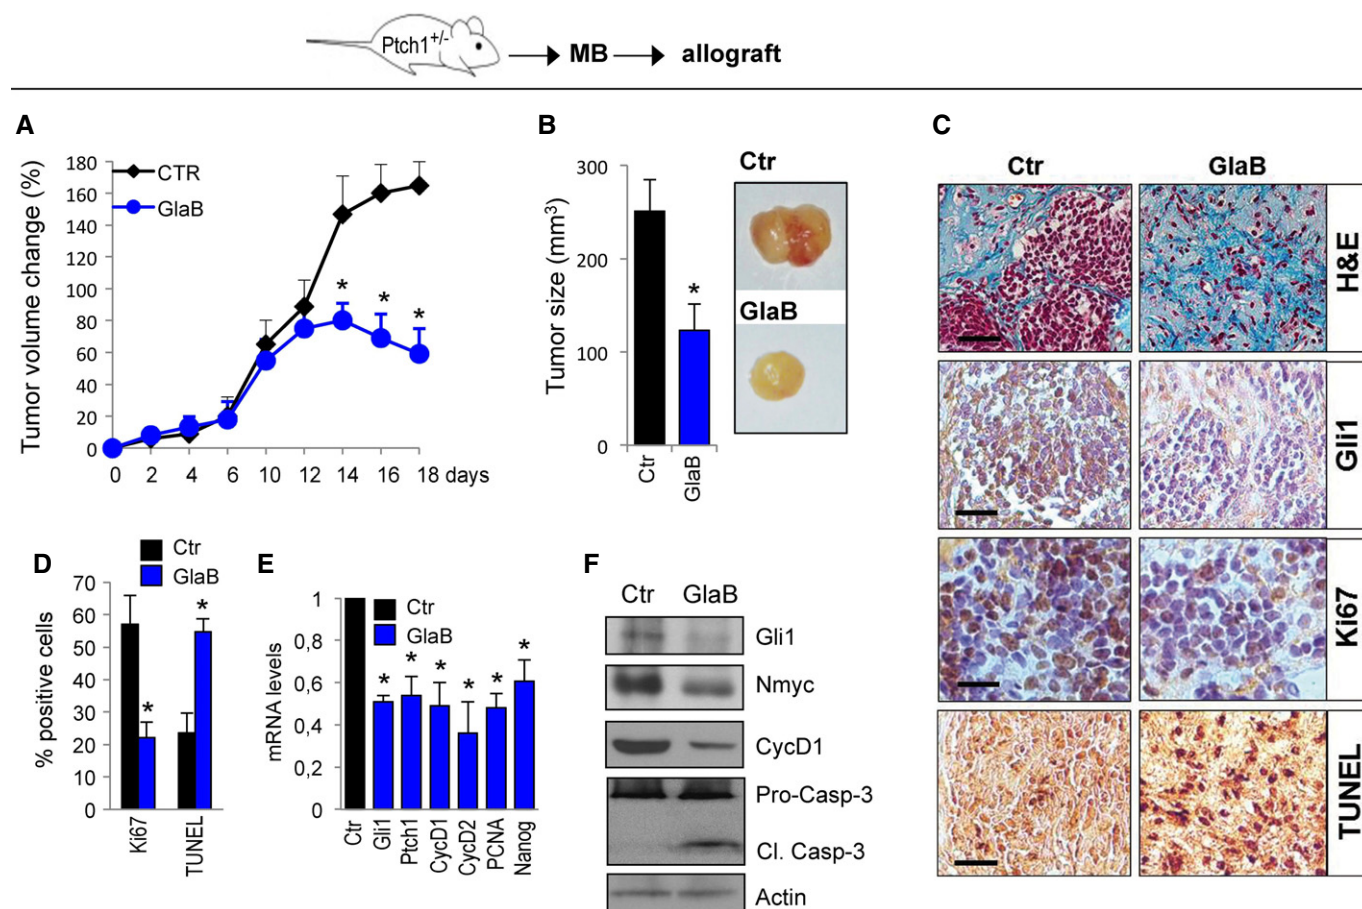 Ptch1+/-
MB
allograft
A
Tumor volume change (%)
180
160
140
120
100
80
60
40
20
0
CTR
GlaB
*
*
*
0 2 4 6 10 12 14 16 18 days
B
Tumor size (mm³)
300
200
100
0
*
Ctr
GlaB
Ctr
GlaB
C
Ctr GlaB
H&E
Gli1
Ki67
TUNEL
D
Ctr
GlaB
% positive cells
70
60
50
40
30
20
10
0
*
*
Ki67
TUNEL
E
Ctr
GlaB
mRNA levels
1
0,8
0,6
0,4
0,2
0
* * * * * *
Ctr
Gli1
Ptch1
CycD1
CycD2
PCNA
Nanog
F
Ctr GlaB
Gli1
Nmyc
CycD1
Pro-Casp-3
Cl. Casp-3
Actin